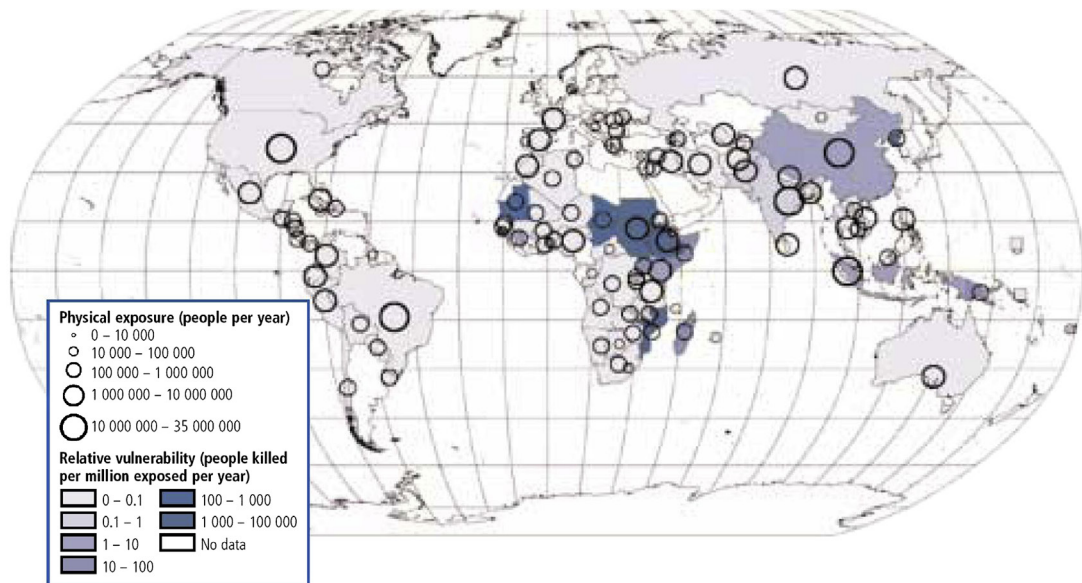 Physical exposure (people per year)
0 – 10 000
10 000 – 100 000
100 000 – 1 000 000
1 000 000 – 10 000 000
10 000 000 – 35 000 000
Relative vulnerability (people killed
per million exposed per year)
0 – 0.1
0.1 – 1
1 – 10
10 – 100
100 – 1 000
1 000 – 100 000
No data